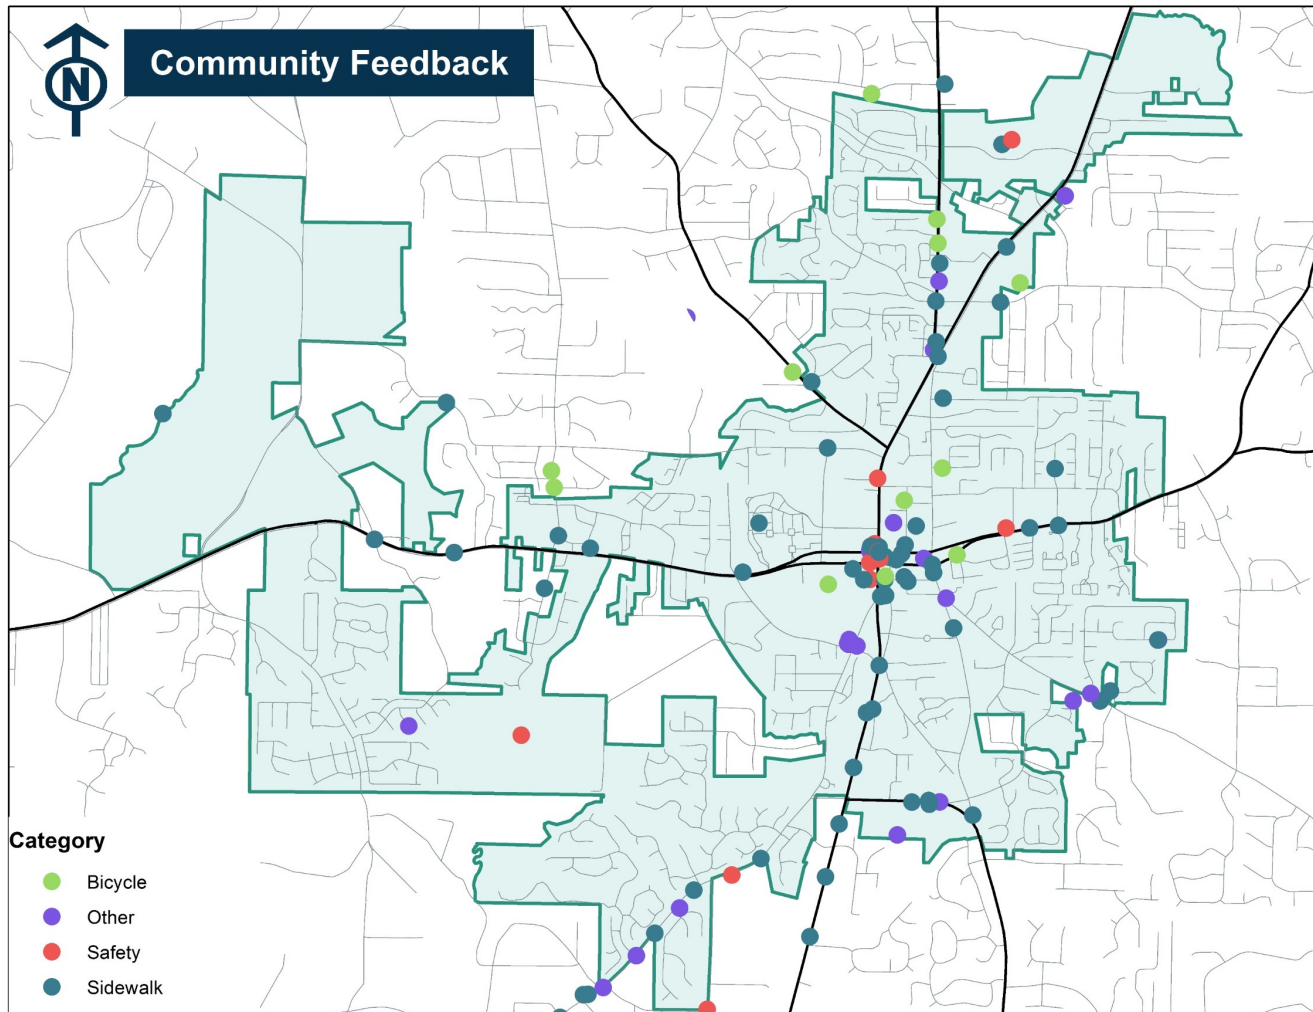 N
Community Feedback
Category
Bicycle
Other
Safety
Sidewalk